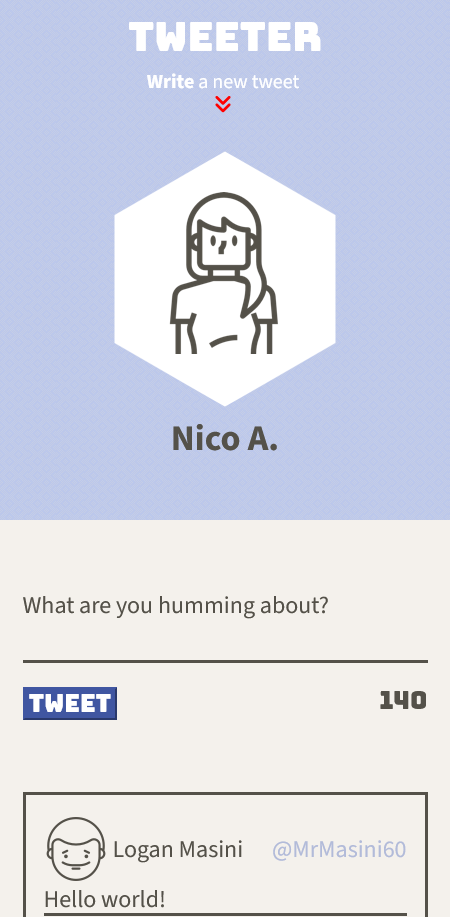 TWEETER
Write a new tweet
Nico A.
What are you humming about?
TWEET 140
Logan Masini @MrMasini60
Hello world!